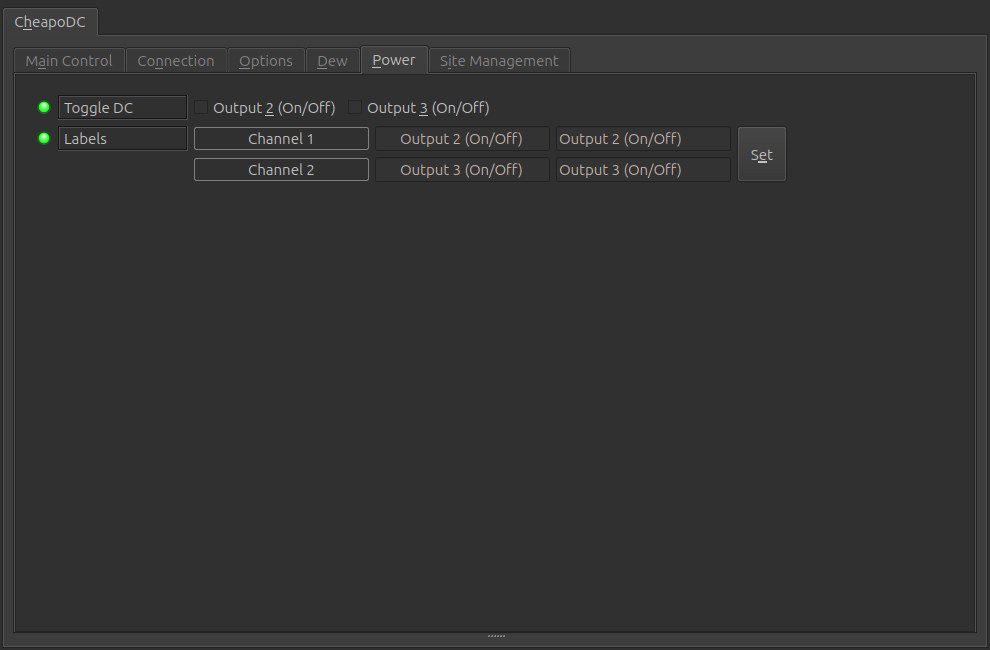 CheapoDC
Main Control Connection Options Dew Power Site Management
Toggle DC Output 2 (On/Off) Output 3 (On/Off)
Labels Channel 1 Output 2 (On/Off) Output 2 (On/Off)
Set
Channel 2 Output 3 (On/Off) Output 3 (On/Off)